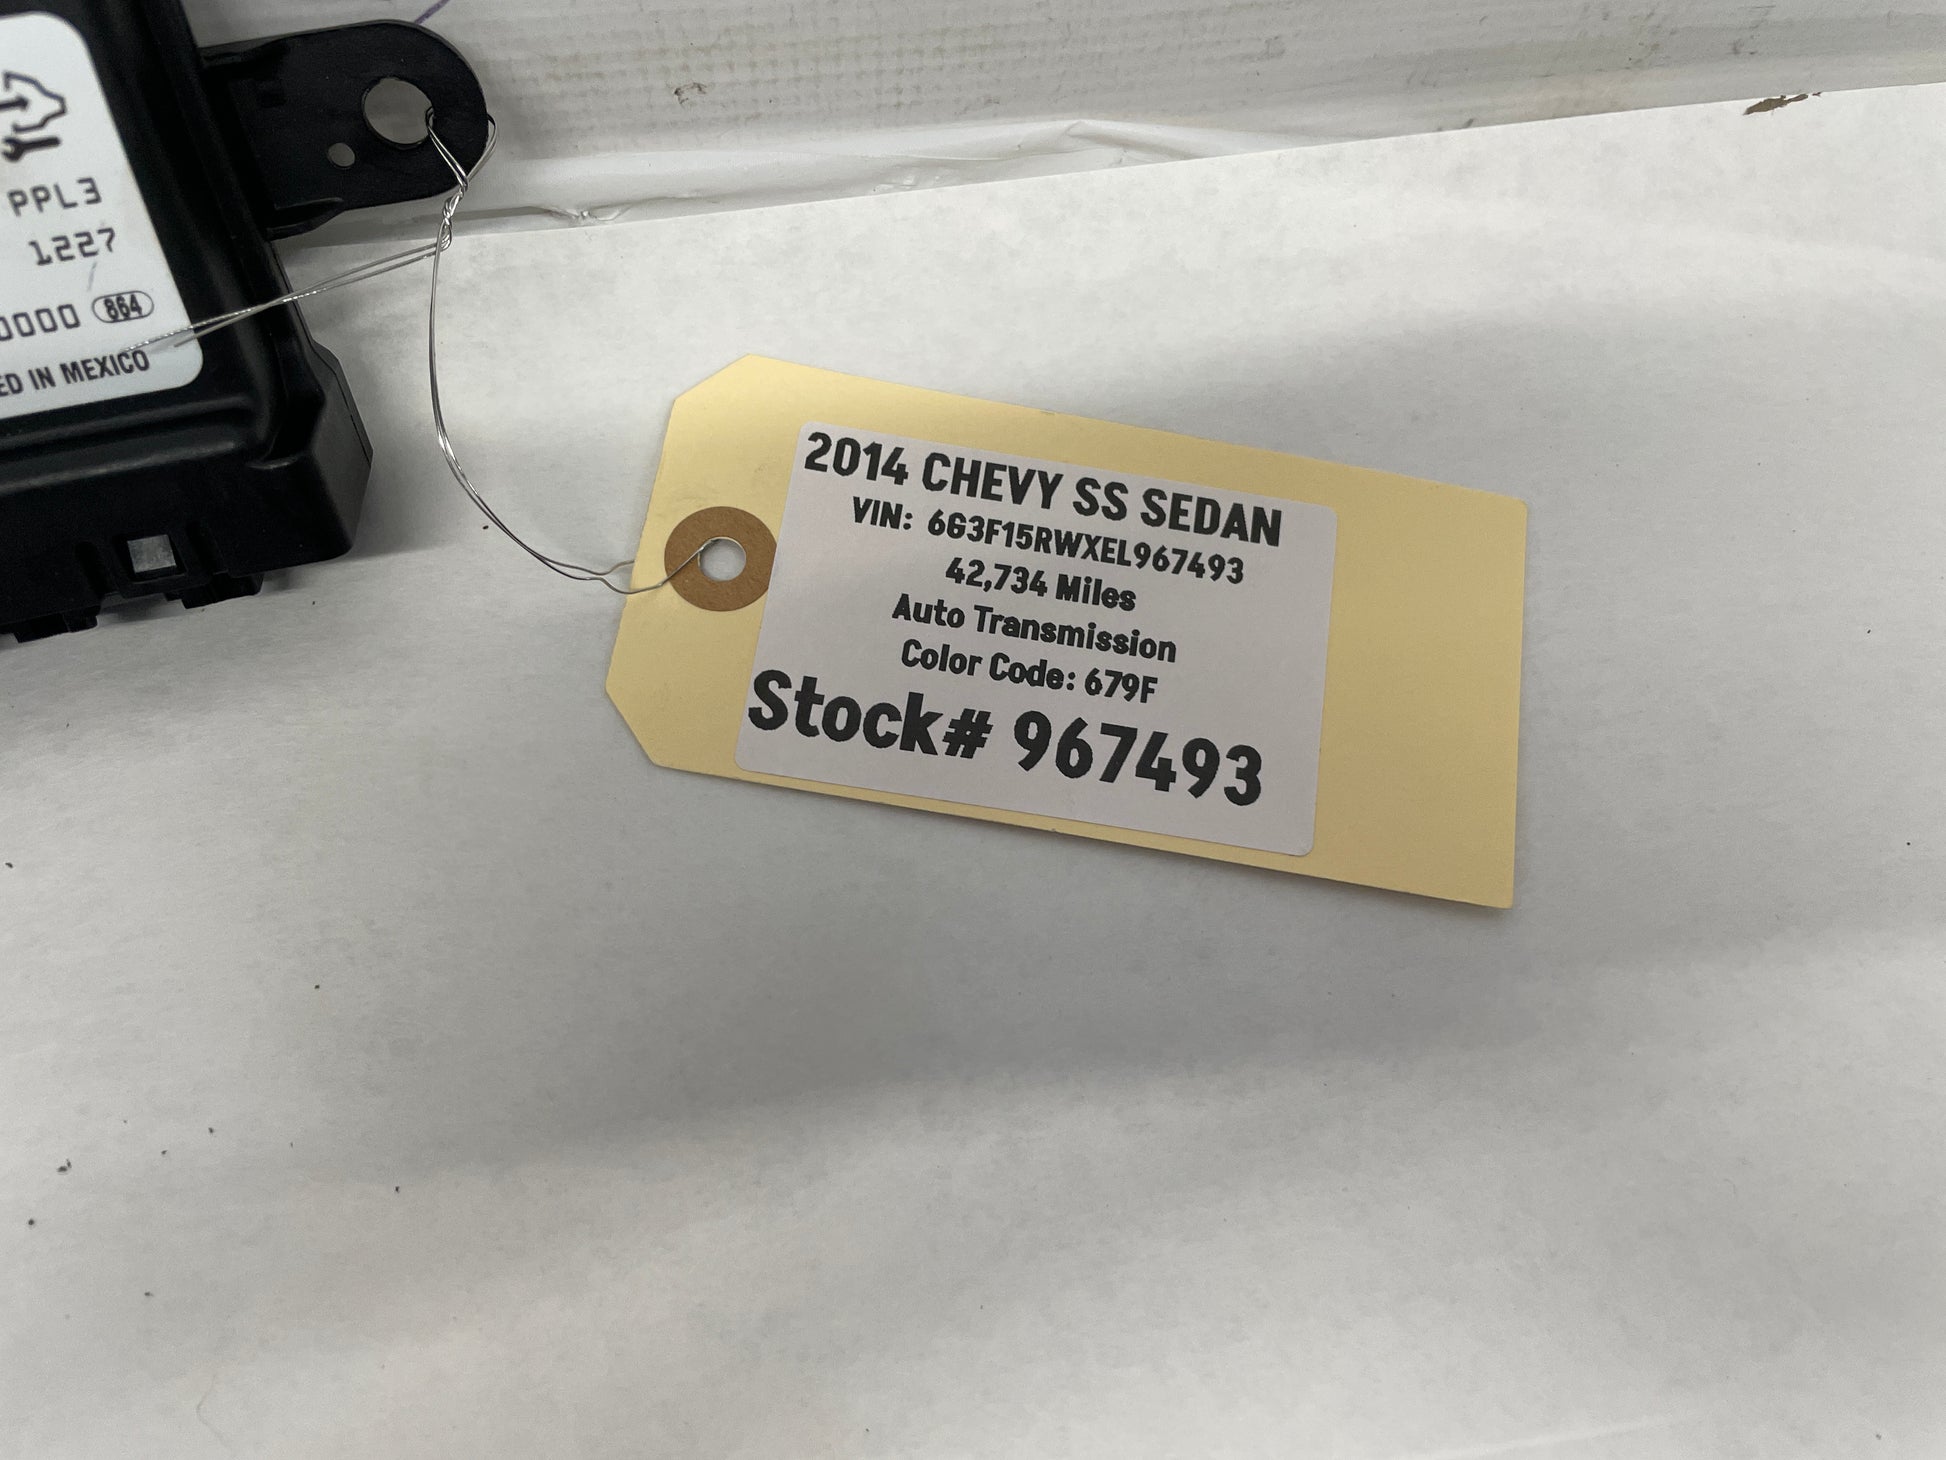 PPL3
1227
0000 864
ED IN MEXICO
2014 CHEVY SS SEDAN
VIN: 6G3F15RWXEL967493
42,734 Miles
Auto Transmission
Color Code: 679F
Stock# 967493